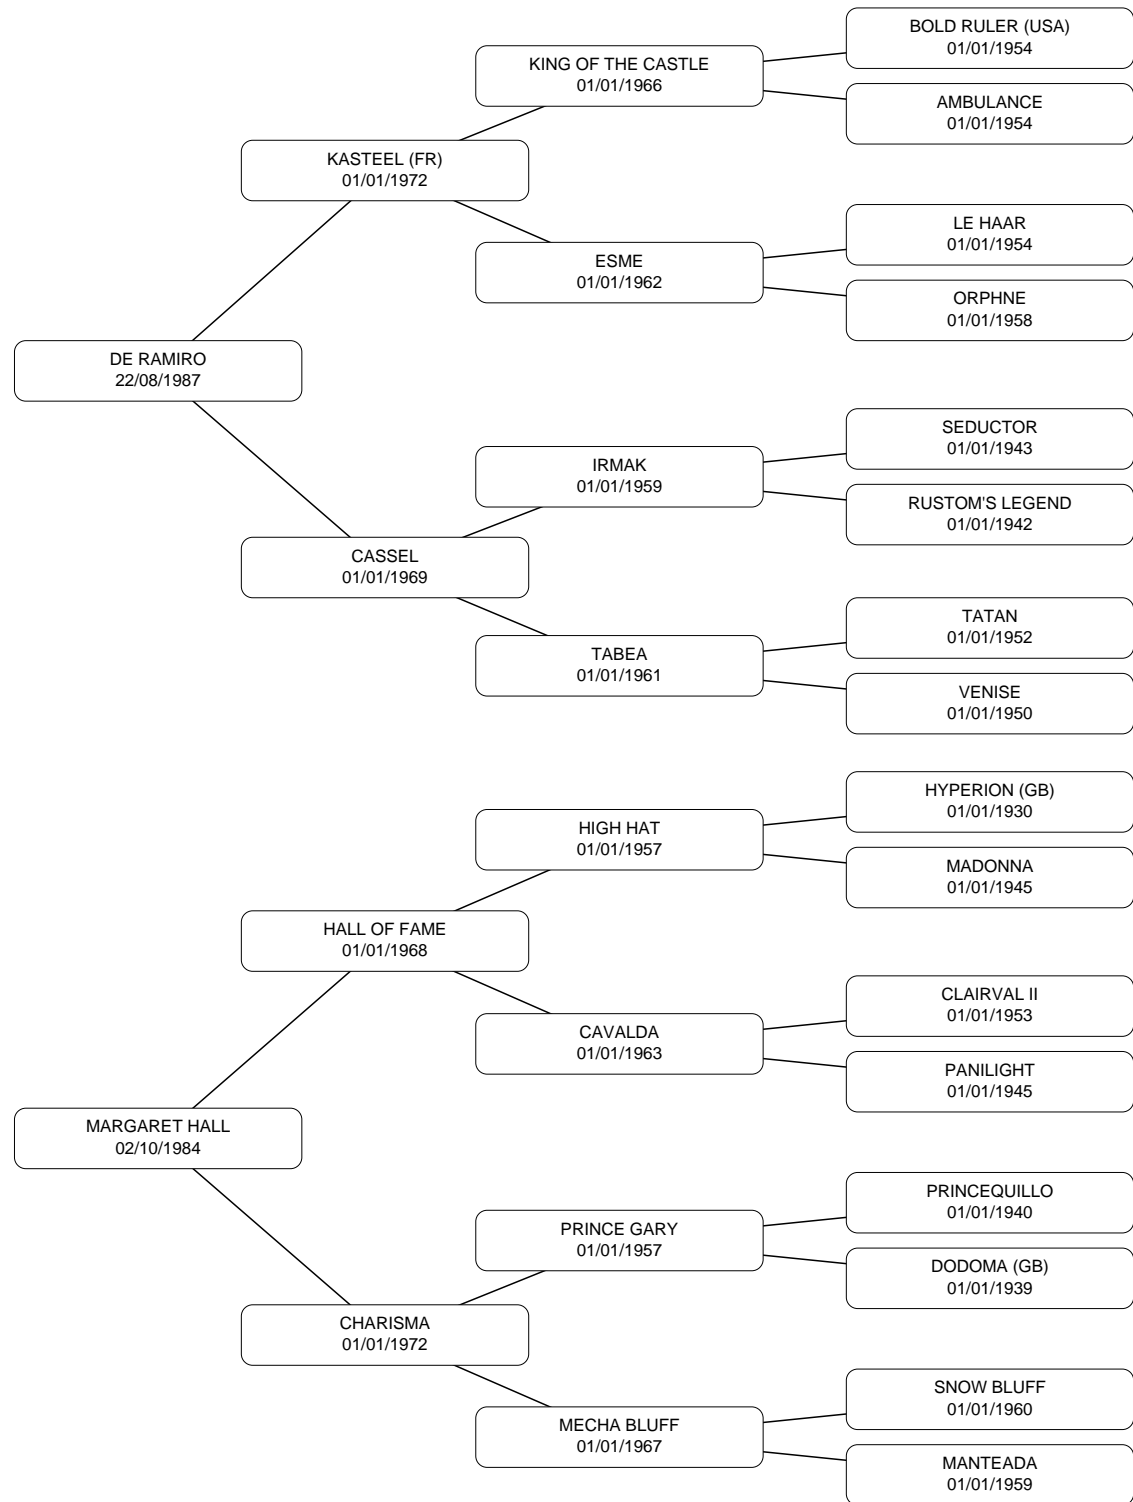 BOLD RULER (USA)
01/01/1954
KING OF THE CASTLE
01/01/1966
AMBULANCE
01/01/1954
KASTEEL (FR)
01/01/1972
LE HAAR
01/01/1954
ESME
01/01/1962
ORPHNE
01/01/1958
DE RAMIRO
22/08/1987
SEDUCTOR
01/01/1943
IRMAK
01/01/1959
RUSTOM'S LEGEND
01/01/1942
CASSEL
01/01/1969
TATAN
01/01/1952
TABEA
01/01/1961
VENISE
01/01/1950
HYPERION (GB)
01/01/1930
HIGH HAT
01/01/1957
MADONNA
01/01/1945
HALL OF FAME
01/01/1968
CLAIRVAL II
01/01/1953
CAVALDA
01/01/1963
PANILIGHT
01/01/1945
MARGARET HALL
02/10/1984
PRINCEQUILLO
01/01/1940
PRINCE GARY
01/01/1957
DODOMA (GB)
01/01/1939
CHARISMA
01/01/1972
SNOW BLUFF
01/01/1960
MECHA BLUFF
01/01/1967
MANTEADA
01/01/1959